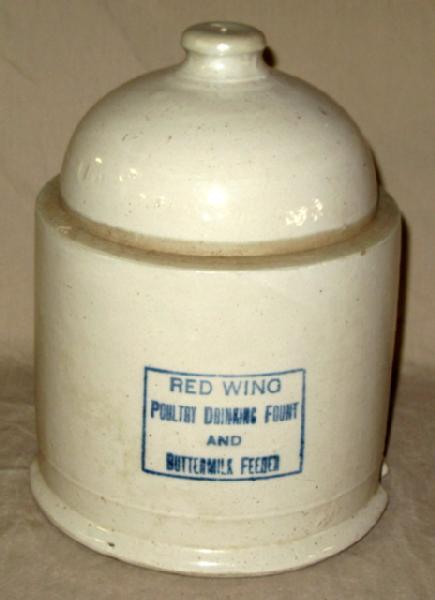 RED WING
POULTRY DRINKING FOUNT
AND
BUTTERMILK FEEDER